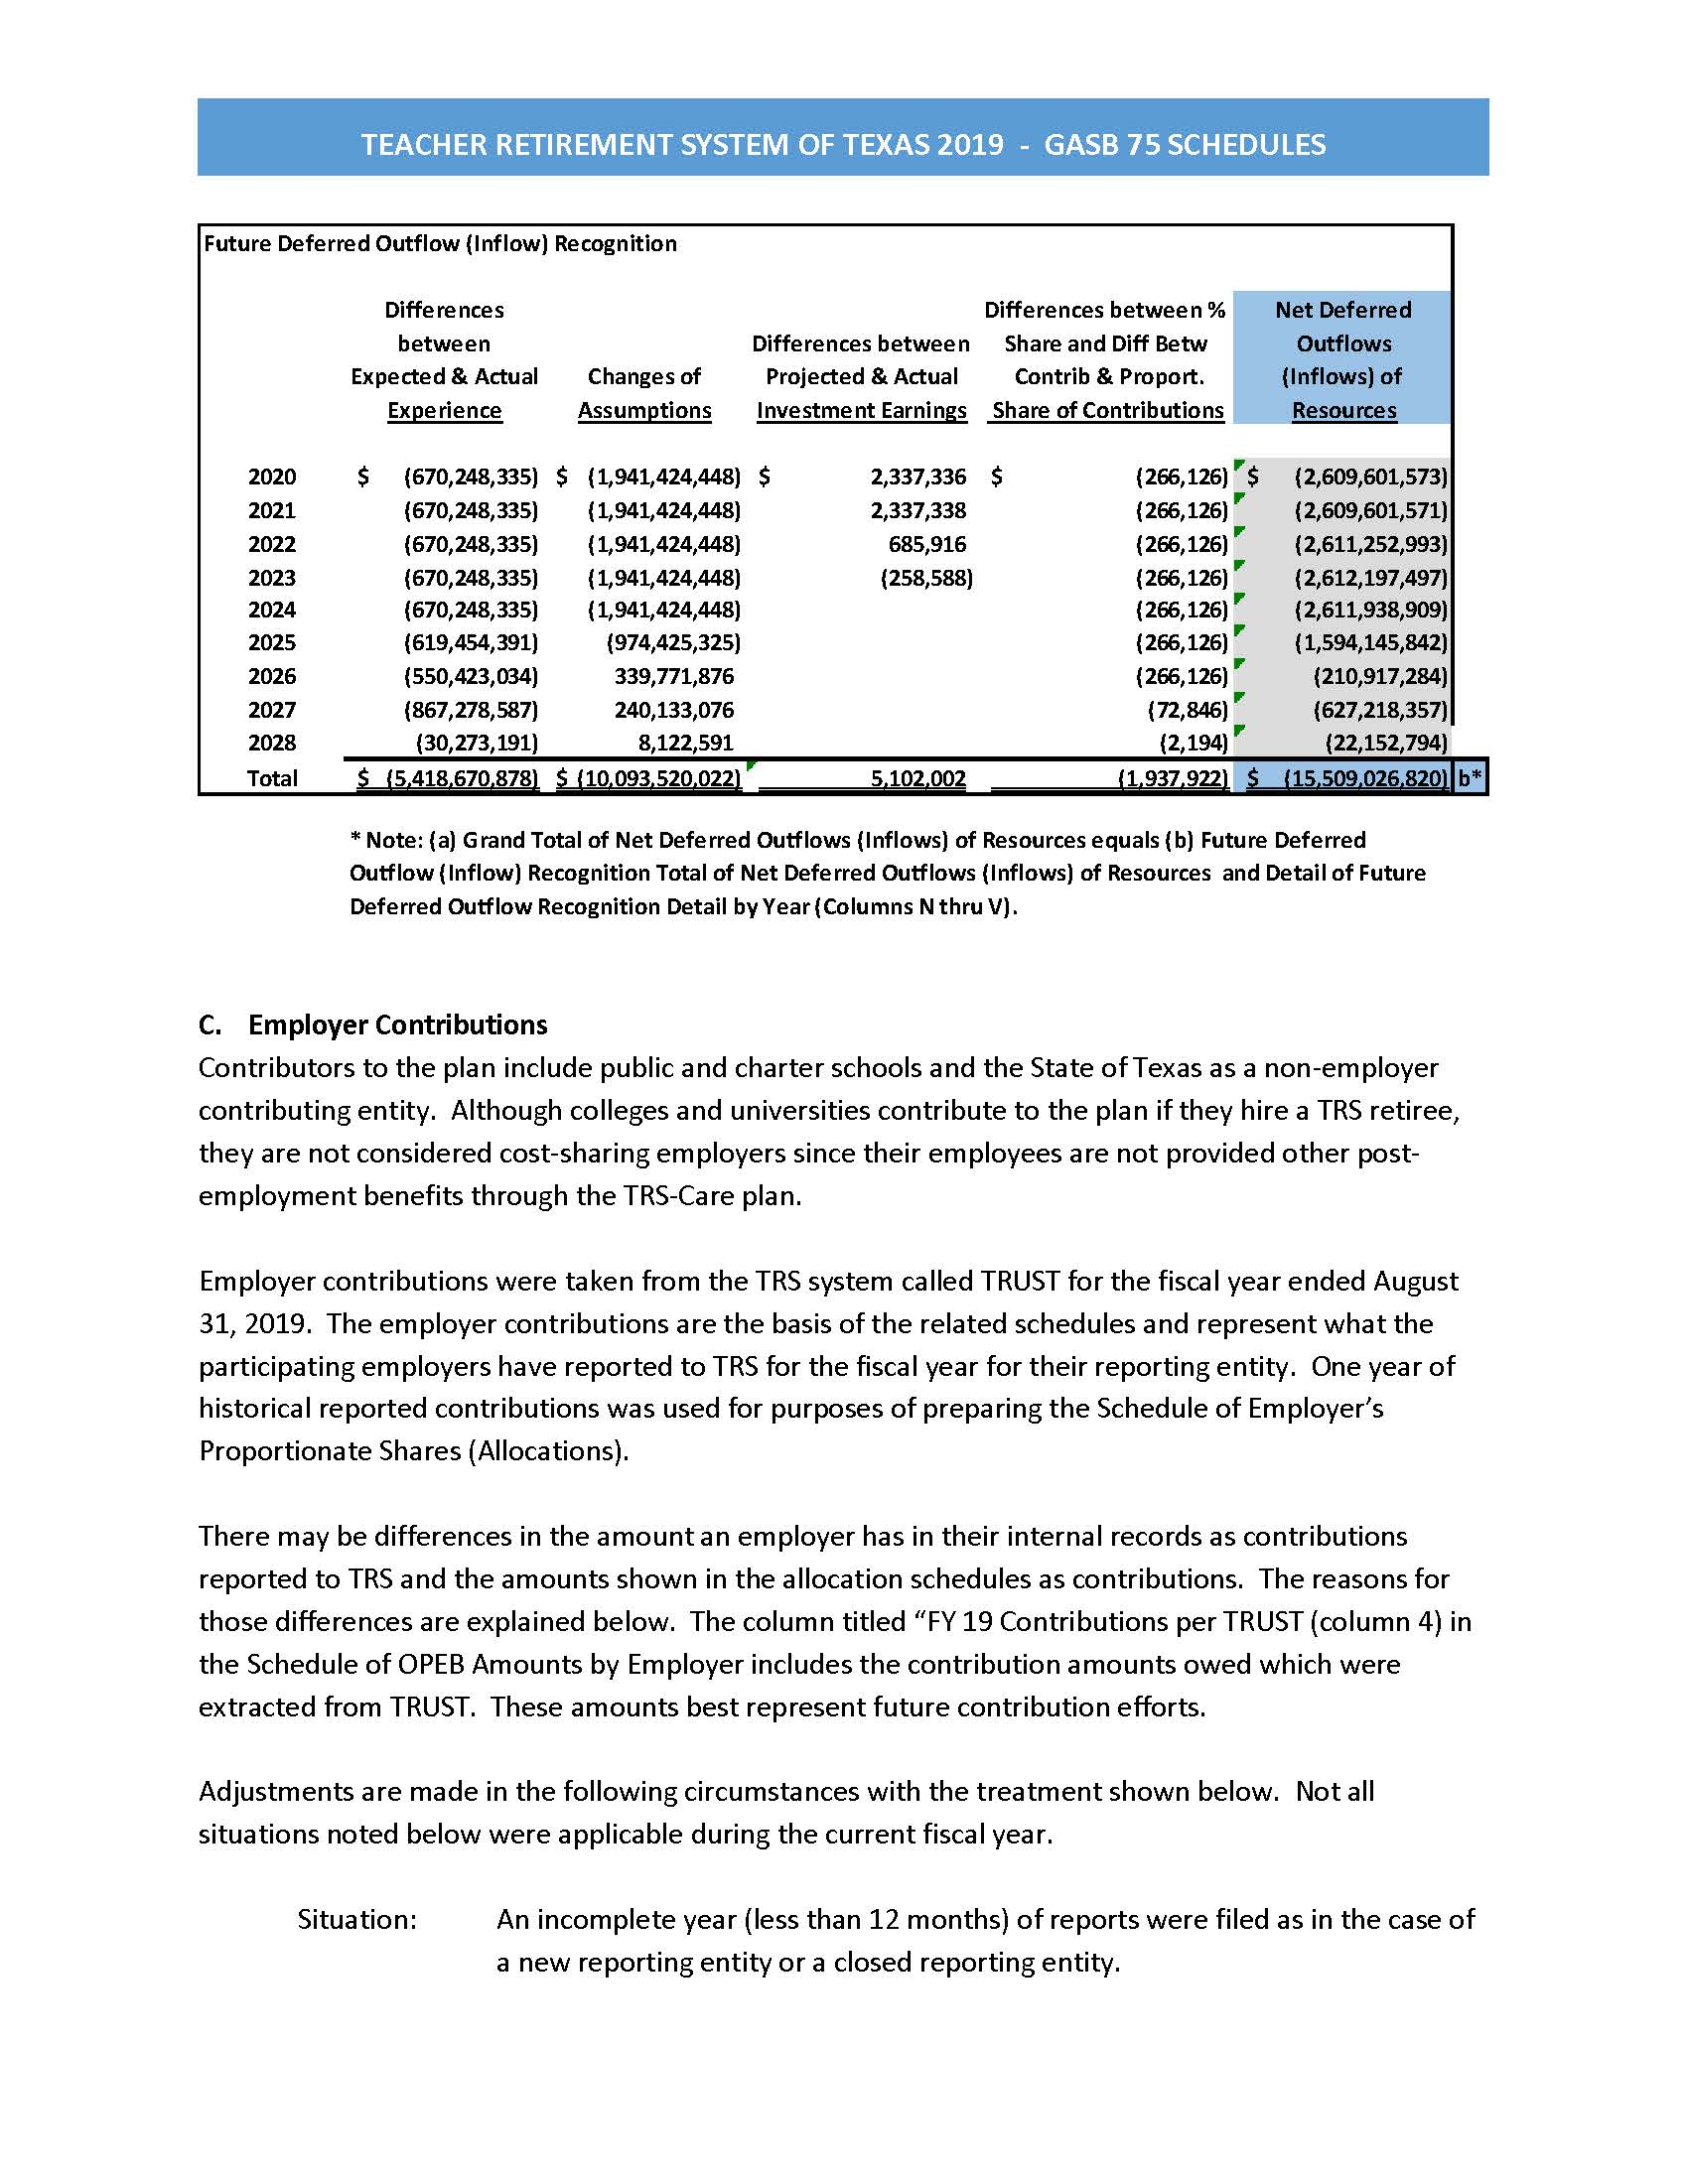 TEACHER RETIREMENT SYSTEM OF TEXAS 2019 - GASB 75 SCHEDULES
Future Deferred Outflow (Inflow) Recognition
Differences between Expected & Actual Experience
Changes of Assumptions
Differences between Projected & Actual Investment Earnings
Differences between % Share and Diff Betw Contrib & Proport. Share of Contributions
Net Deferred Outflows (Inflows) of Resources
2020 $ (670,248,335) $ (1,941,424,448) $ 2,337,336 $ (266,126) $ (2,609,601,573)
2021 (670,248,335) (1,941,424,448) 2,337,338 (266,126) (2,609,601,571)
2022 (670,248,335) (1,941,424,448) 685,916 (266,126) (2,611,252,993)
2023 (670,248,335) (1,941,424,448) (258,588) (266,126) (2,612,197,497)
2024 (670,248,335) (1,941,424,448) (266,126) (2,611,938,909)
2025 (619,454,391) (974,425,325) (266,126) (1,594,145,842)
2026 (550,423,034) 339,771,876 (266,126) (210,917,284)
2027 (867,278,587) 240,133,076 (72,846) (627,218,357)
2028 (30,273,191) 8,122,591 (2,194) (22,152,794)
Total $ (5,418,670,878) $ (10,093,520,022) 5,102,002 (1,937,922) $ (15,509,026,820) b*
* Note: (a) Grand Total of Net Deferred Outflows (Inflows) of Resources equals (b) Future Deferred
Outflow (Inflow) Recognition Total of Net Deferred Outflows (Inflows) of Resources and Detail of Future
Deferred Outflow Recognition Detail by Year (Columns N thru V).
C. Employer Contributions
Contributors to the plan include public and charter schools and the State of Texas as a non-employer
contributing entity. Although colleges and universities contribute to the plan if they hire a TRS retiree,
they are not considered cost-sharing employers since their employees are not provided other post-
employment benefits through the TRS-Care plan.
Employer contributions were taken from the TRS system called TRUST for the fiscal year ended August
31, 2019. The employer contributions are the basis of the related schedules and represent what the
participating employers have reported to TRS for the fiscal year for their reporting entity. One year of
historical reported contributions was used for purposes of preparing the Schedule of Employer’s
Proportionate Shares (Allocations).
There may be differences in the amount an employer has in their internal records as contributions
reported to TRS and the amounts shown in the allocation schedules as contributions. The reasons for
those differences are explained below. The column titled “FY 19 Contributions per TRUST (column 4) in
the Schedule of OPEB Amounts by Employer includes the contribution amounts owed which were
extracted from TRUST. These amounts best represent future contribution efforts.
Adjustments are made in the following circumstances with the treatment shown below. Not all
situations noted below were applicable during the current fiscal year.
Situation: An incomplete year (less than 12 months) of reports were filed as in the case of
a new reporting entity or a closed reporting entity.